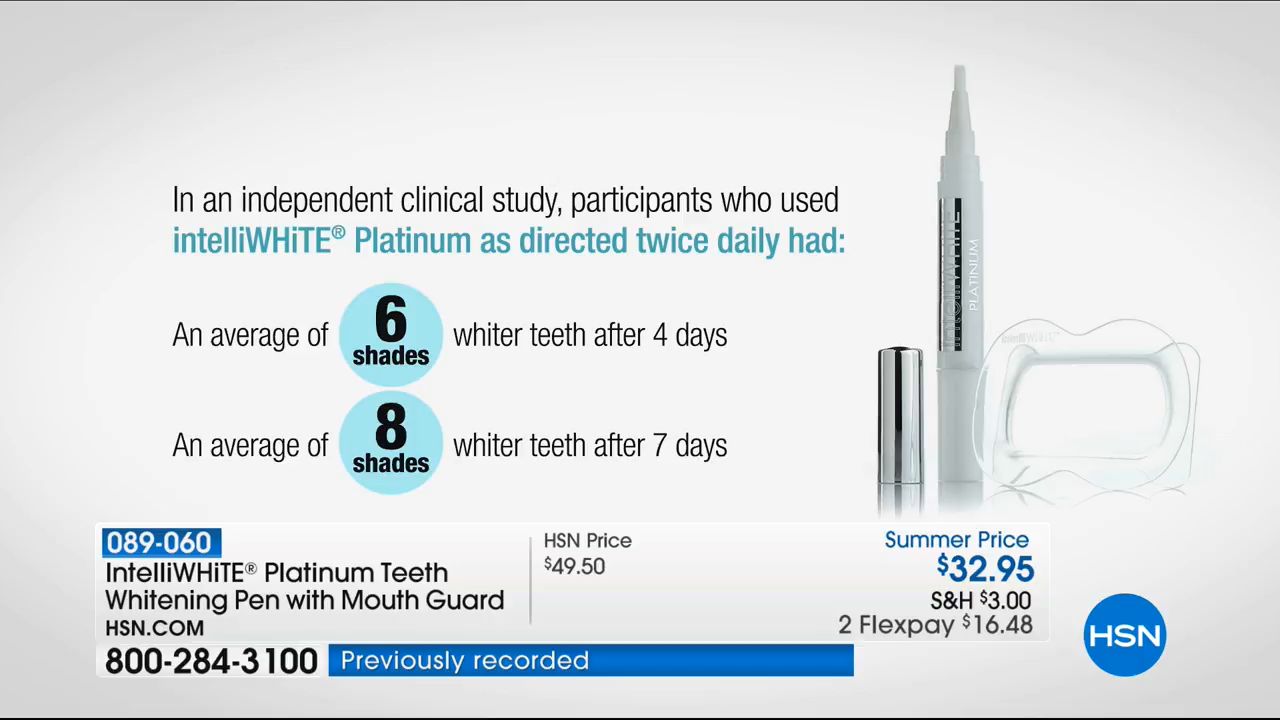 In an independent clinical study, participants who used
intelliWHiTE® Platinum as directed twice daily had:
An average of 6 shades whiter teeth after 4 days
An average of 8 shades whiter teeth after 7 days
intelliWHiTE
PLATINUM
intelliWHiTE™
089-060
IntelliWHiTE® Platinum Teeth
Whitening Pen with Mouth Guard
HSN.COM
HSN Price
$49.50
Summer Price
$32.95
S&H $3.00
2 Flexpay $16.48
800-284-3100
Previously recorded
HSN